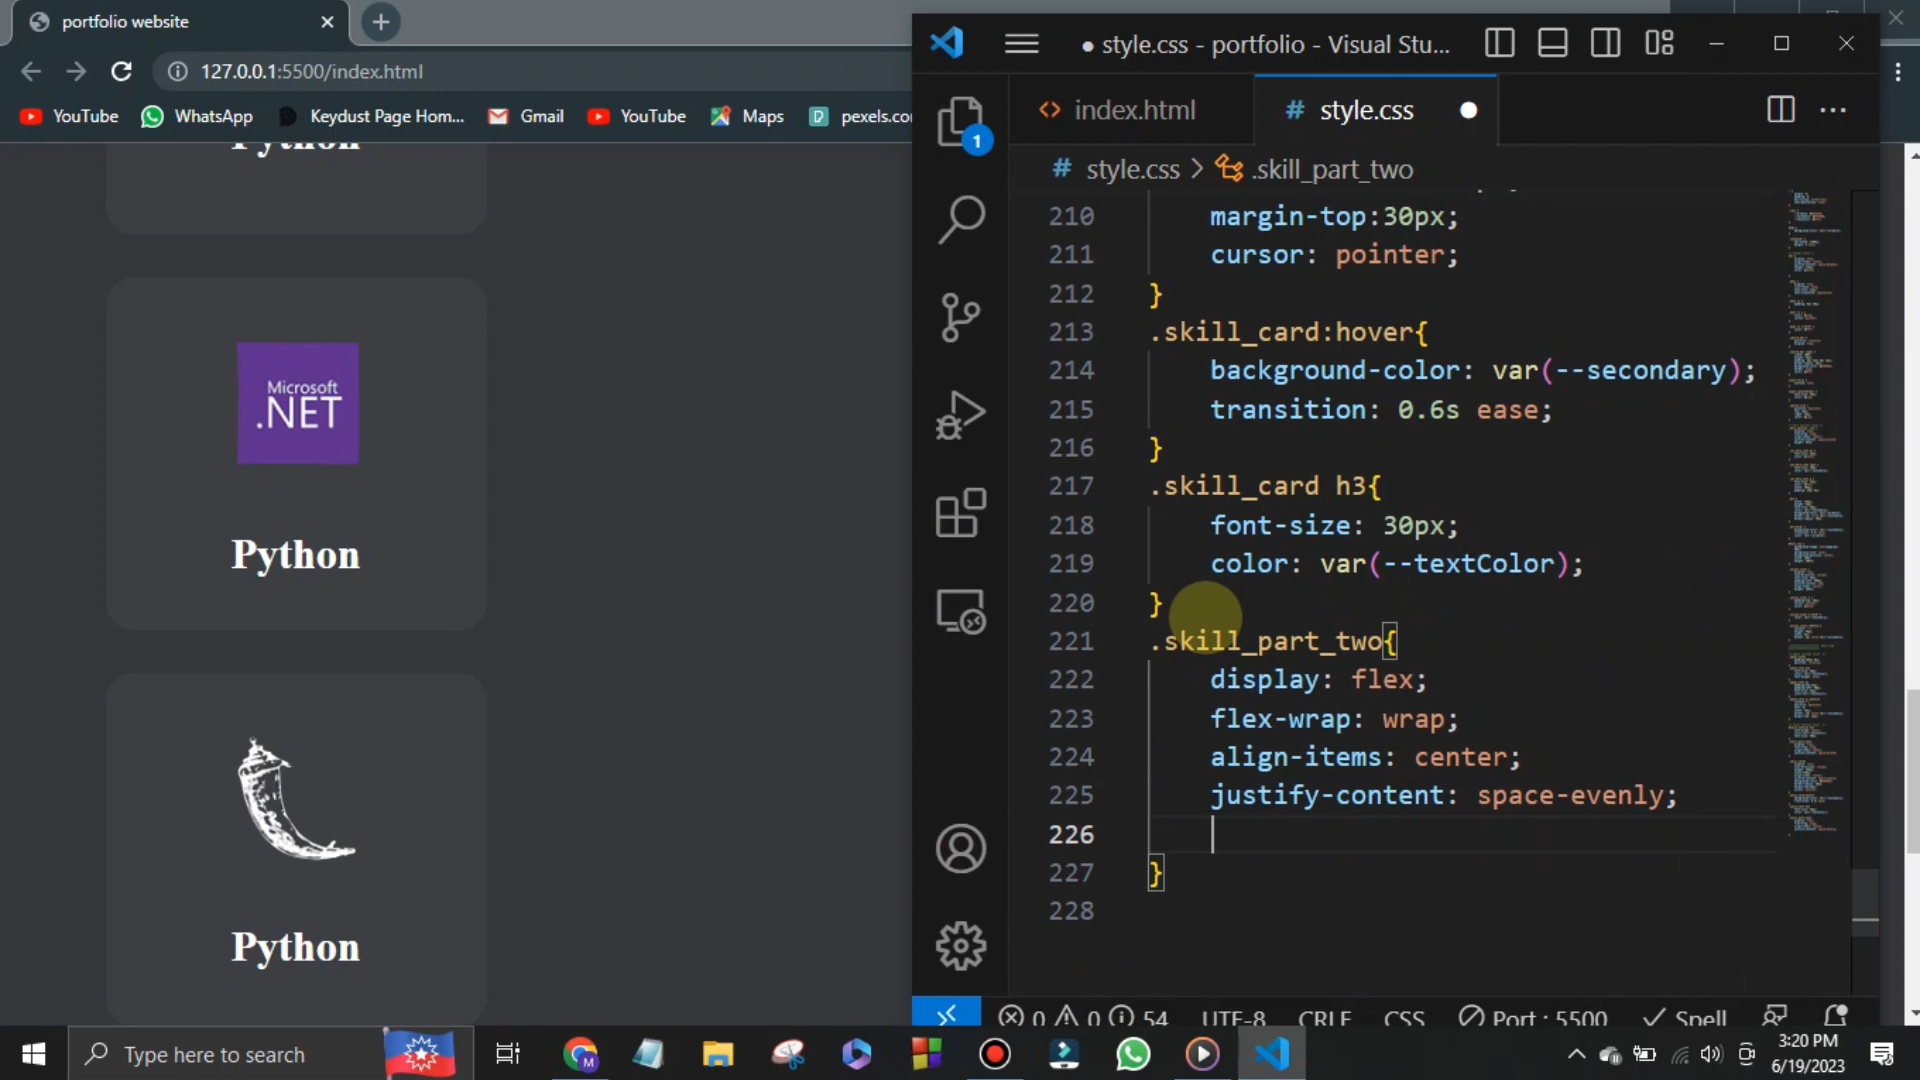 portfolio website
127.0.0.1:5500/index.html
YouTube
WhatsApp
Keydust Page Hom...
Gmail
YouTube
Maps
Python
Microsoft
.NET
Python
Python
● style.css - portfolio - Visual Stu...
1
index.html
# style.css
# style.css > .skill_part_two
210 margin-top:30px;
211 cursor: pointer;
212 }
213 .skill_card:hover{
214 background-color: var(--secondary);
215 transition: 0.6s ease;
216 }
217 .skill_card h3{
218 font-size: 30px;
219 color: var(--textColor);
220 }
221 .skill_part_two{
222 display: flex;
223 flex-wrap: wrap;
224 align-items: center;
225 justify-content: space-evenly;
226
227 }
228
0 0 54 UTF-8 CRLF CSS Port : 5500 Spell
Type here to search
3:20 PM
6/19/2023